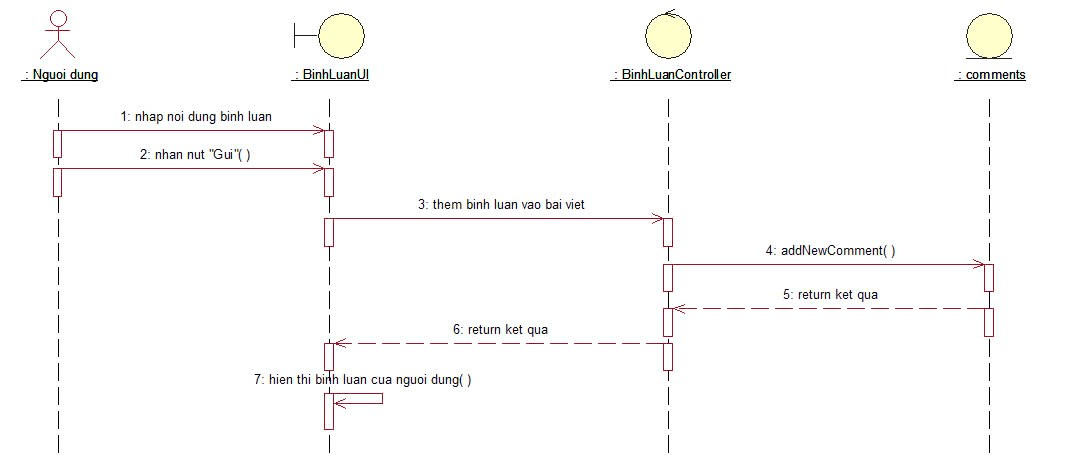 : Nguoi dung
: BinhLuanUI
: BinhLuanController
: comments
1: nhap noi dung binh luan
2: nhan nut "Gui"( )
3: them binh luan vao bai viet
4: addNewComment( )
5: return ket qua
6: return ket qua
7: hien thi binh luan cua nguoi dung( )